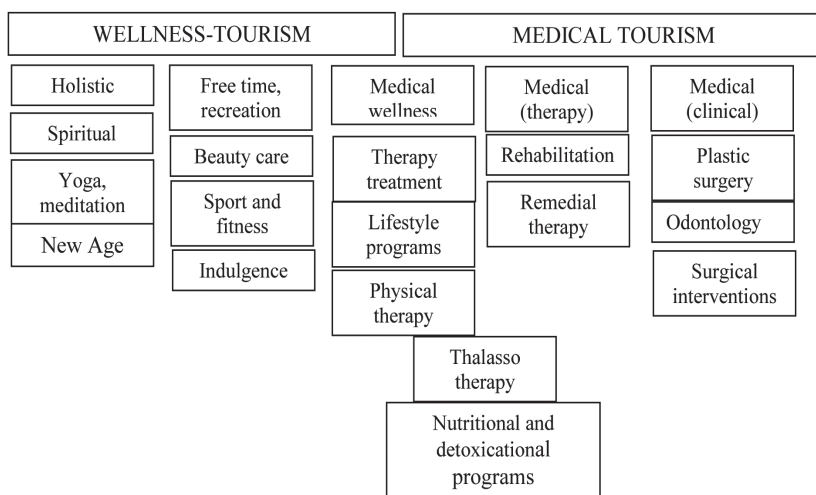 WELLNESS-TOURISM
MEDICAL TOURISM
Holistic
Spiritual
Yoga,
meditation
New Age
Free time,
recreation
Beauty care
Sport and
fitness
Indulgence
Medical
wellness
Therapy
treatment
Lifestyle
programs
Physical
therapy
Medical
(therapy)
Rehabilitation
Remedial
therapy
Medical
(clinical)
Plastic
surgery
Odontology
Surgical
interventions
Thalasso
therapy
Nutritional and
detoxicational
programs